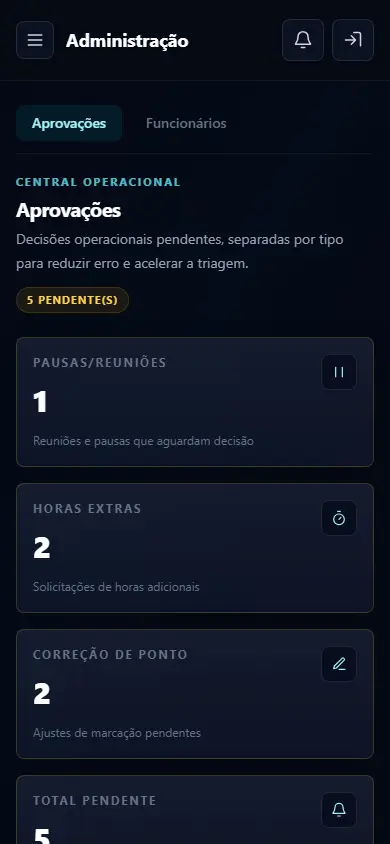 Administração
Aprovações
Funcionários
CENTRAL OPERACIONAL
Aprovações
Decisões operacionais pendentes, separadas por tipo
para reduzir erro e acelerar a triagem.
5 PENDENTE(S)
PAUSAS/REUNIÕES
1
Reuniões e pausas que aguardam decisão
HORAS EXTRAS
2
Solicitações de horas adicionais
CORREÇÃO DE PONTO
2
Ajustes de marcação pendentes
TOTAL PENDENTE
5